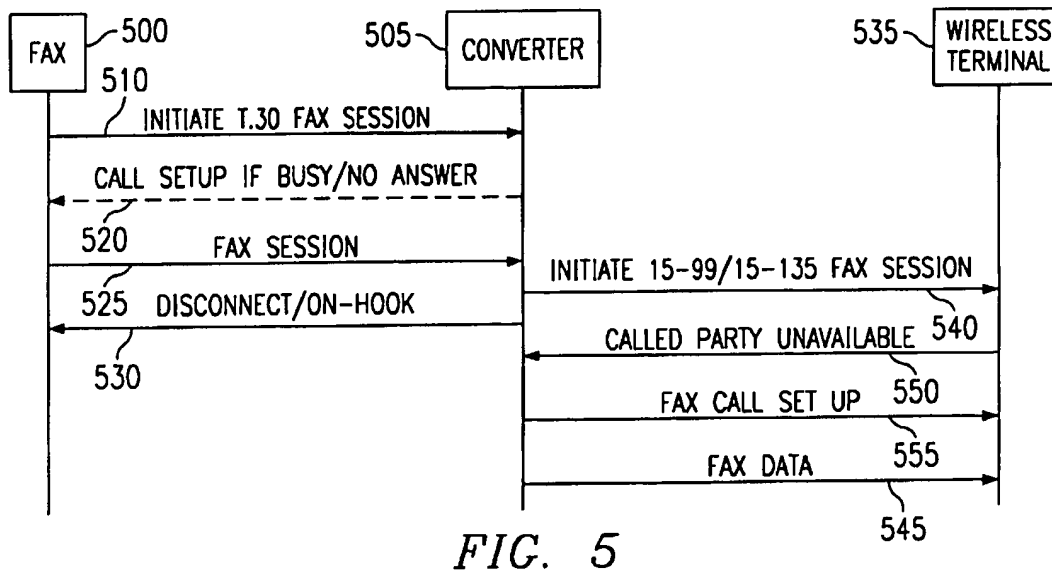 FAX
500
505
CONVERTER
535
WIRELESS
TERMINAL
510
INITIATE T.30 FAX SESSION
CALL SETUP IF BUSY/NO ANSWER
520
FAX SESSION
525
INITIATE 15-99/15-135 FAX SESSION
540
DISCONNECT/ON-HOOK
530
CALLED PARTY UNAVAILABLE
550
FAX CALL SET UP
555
FAX DATA
545
FIG. 5